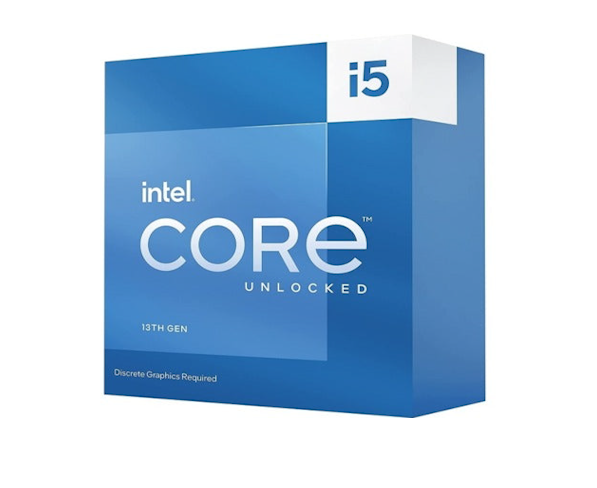 i5
intel.
CORE™
UNLOCKED
13TH GEN
Discrete Graphics Required